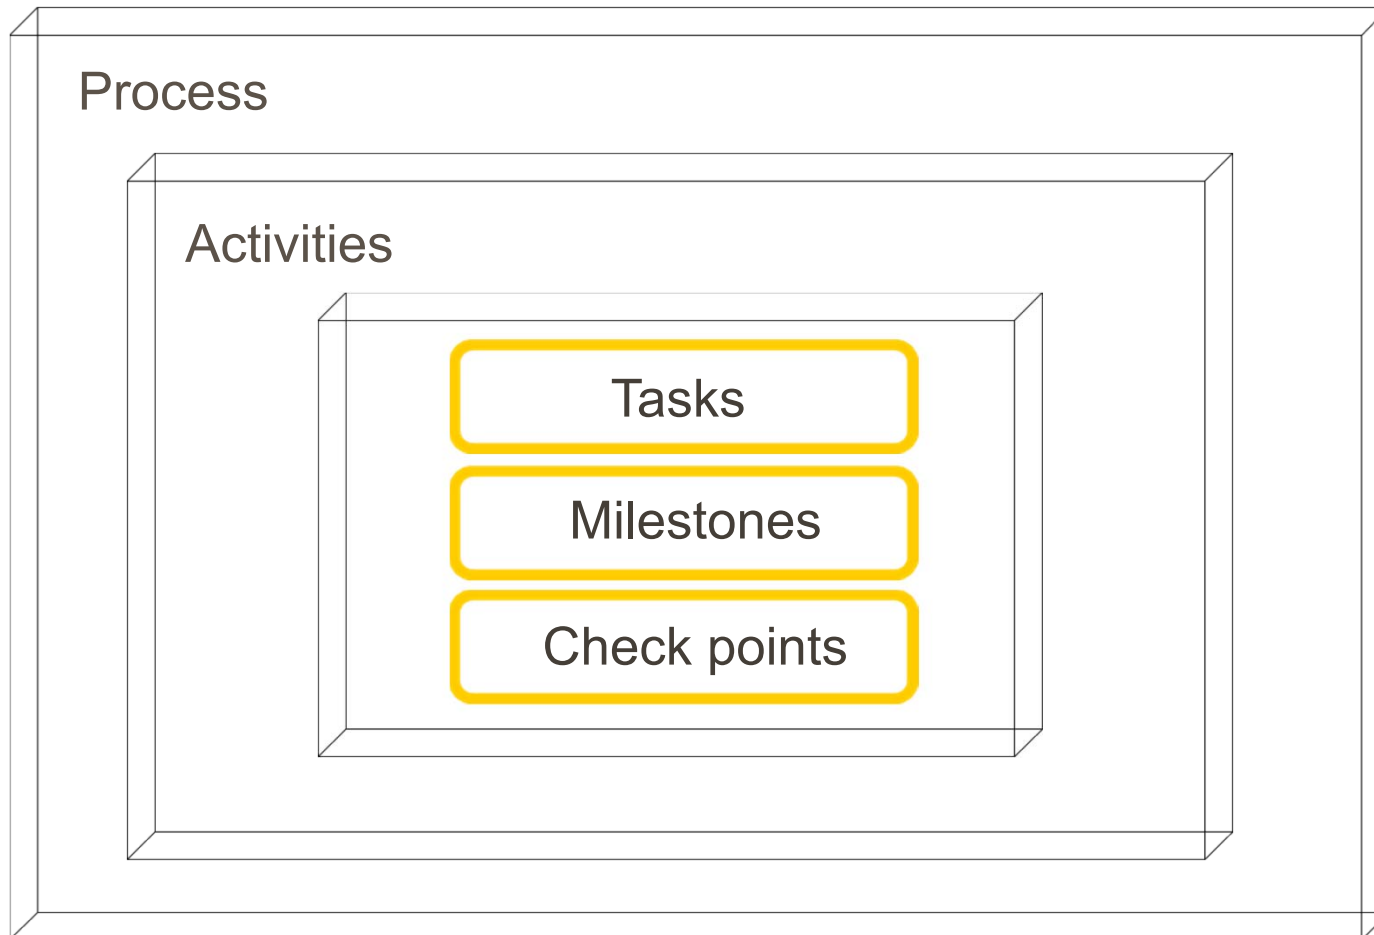 Process
Activities
Tasks
Milestones
Check points